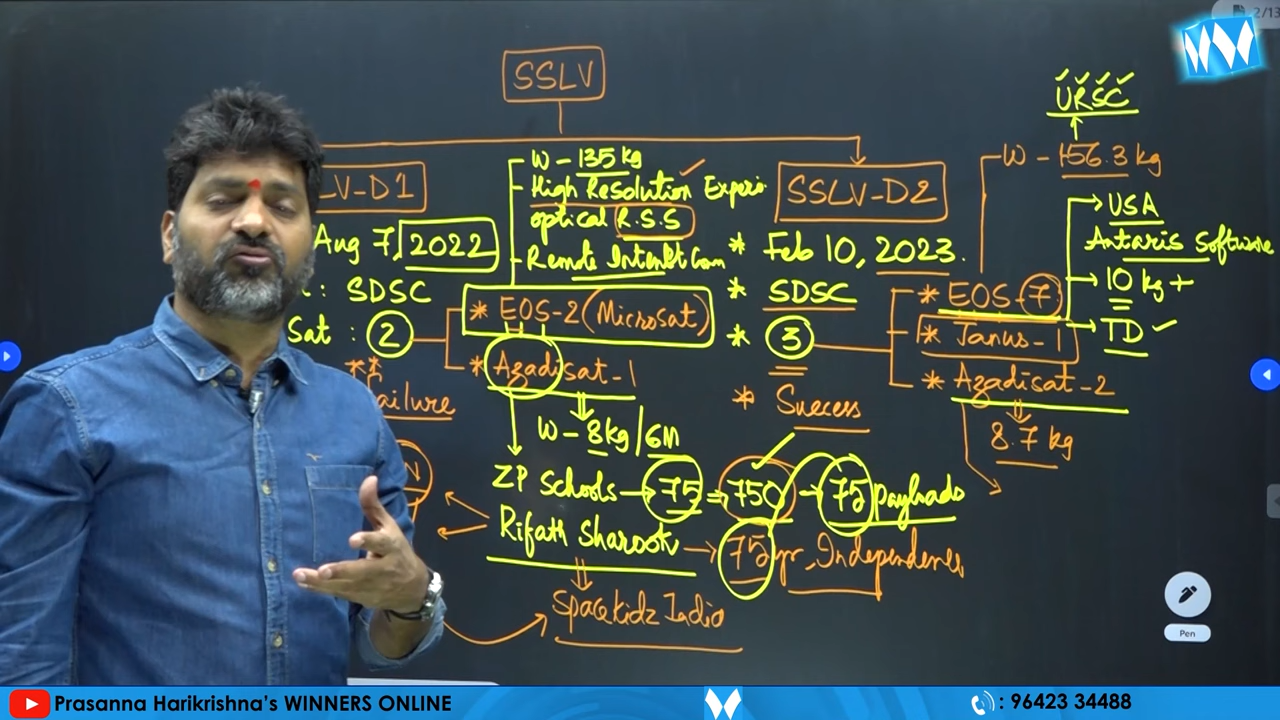 2/13
W
SSLV
URSC
LV-D1
W - 135 kg
High Resolution Experi.
optical R.S.S
Remote Intenkt Com
SSLV-D2
W - 156.3 kg
USA
Antaris Software
10 kg +
TD
Aug 7, 2022
: SDSC
Sat : 2
**
ailure
* EOS-2 (Microsat)
* Azadisat-1
W - 8kg / 6M
ZP Schools → 75 = 750 → 75 payloads
Rifath Sharook → 75 yr, Independence
Spacekidz India
N
* Feb 10, 2023.
* SDSC
* 3
* Success
* EOS-7
* Janus-1
* Azadisat-2
8.7 kg
Pen
Prasanna Harikrishna's WINNERS ONLINE
W
: 96423 34488